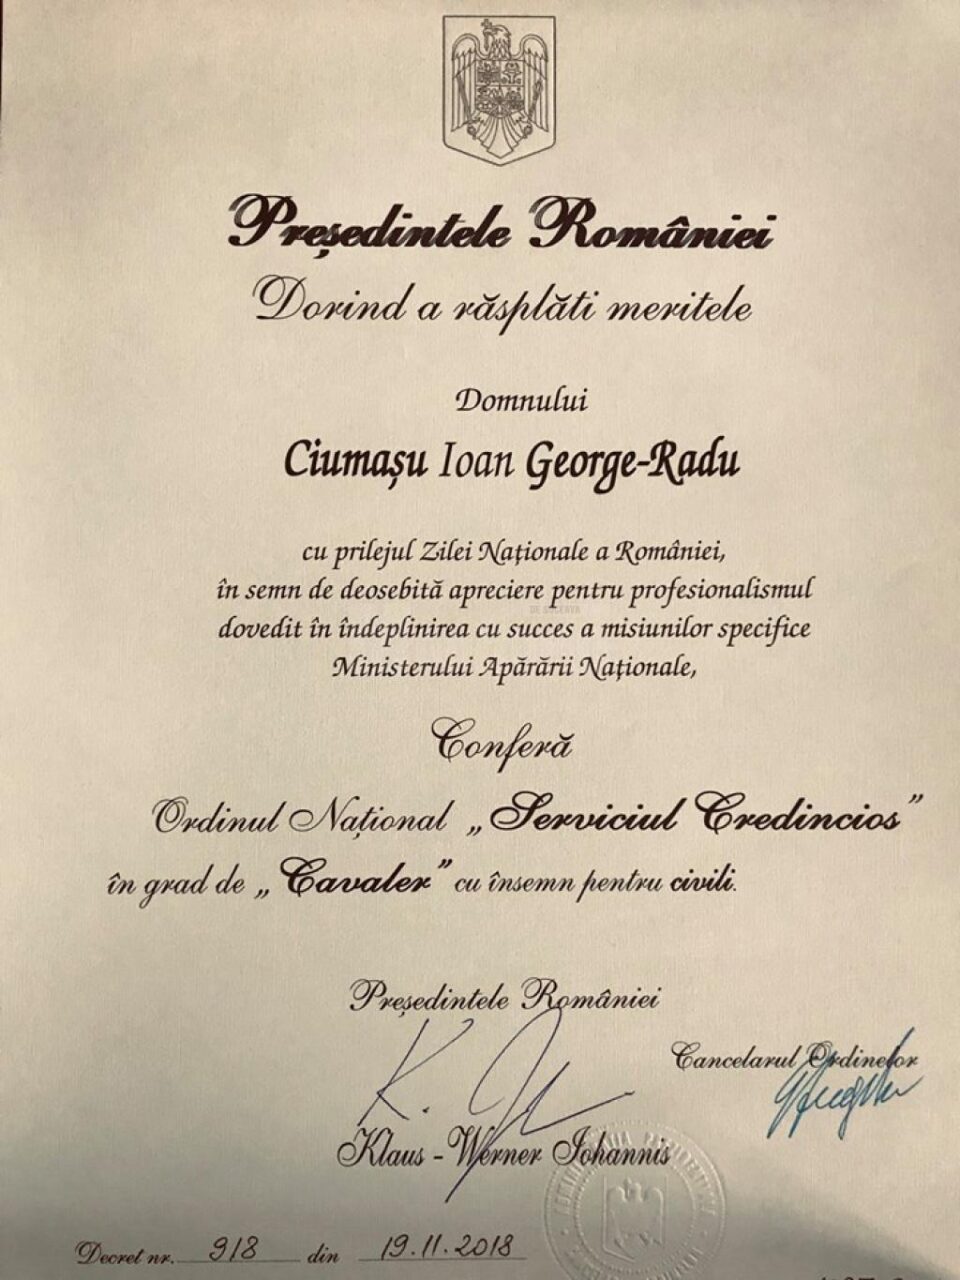 Președintele României
Dorind a răsplăti meritele
Domnului
Ciumașu Ioan George-Radu
cu prilejul Zilei Naționale a României,
în semn de deosebită apreciere pentru profesionalismul
DE SUCEAVA
dovedit în îndeplinirea cu succes a misiunilor specifice
Ministerului Apărării Naționale,
Conferă
Ordinul Național „Serviciul Credincios”
în grad de „Cavaler” cu însemn pentru civili.
Președintele României
Cancelarul Ordinelor
Klaus - Werner Iohannis
Decret nr. 918 din 19.11.2018